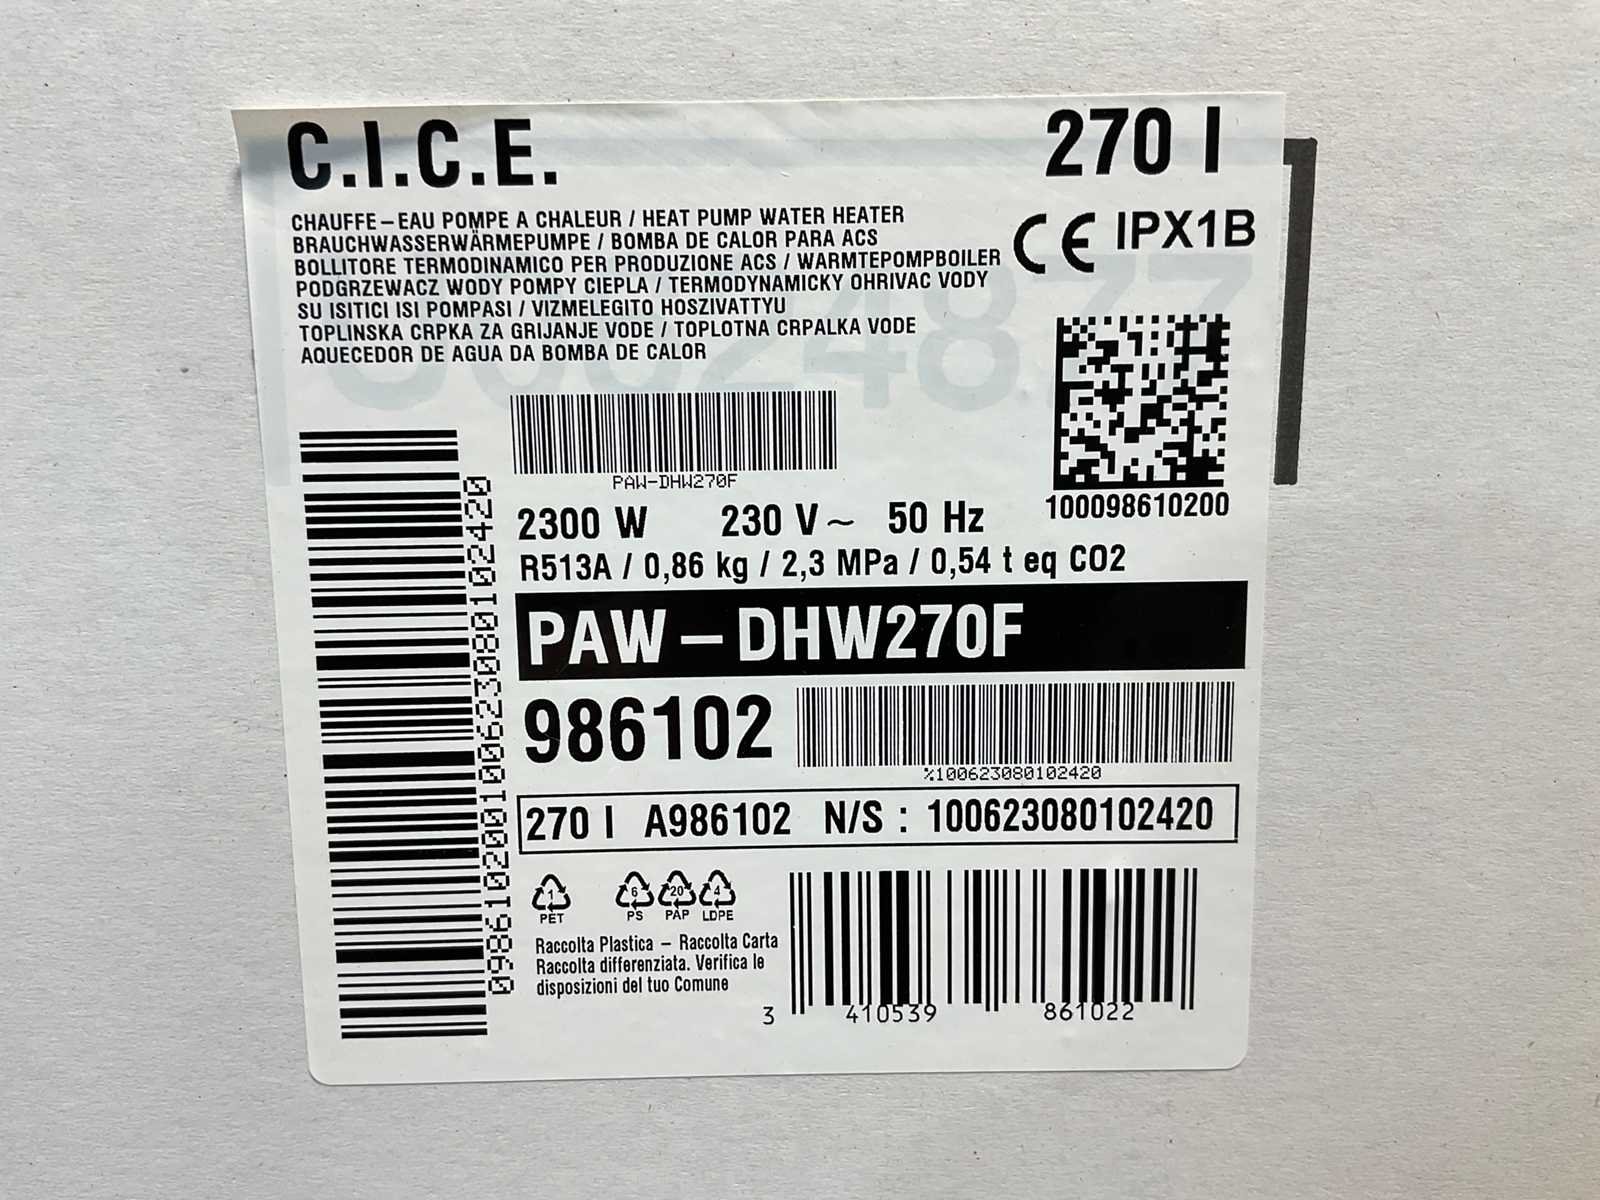 C.I.C.E.
270 l
CHAUFFE-EAU POMPE A CHALEUR / HEAT PUMP WATER HEATER
BRAUCHWASSERWÄRMEPUMPE / BOMBA DE CALOR PARA ACS
BOLLITORE TERMODINAMICO PER PRODUZIONE ACS / WARMTEPOMPBOILER
PODGRZEWACZ WODY POMPY CIEPLA / TERMODYNAMICKY OHRIVAC VODY
SU ISITICI ISI POMPASI / VIZMELEGITO HOSZIVATTYU
TOPLINSKA CRPKA ZA GRIJANJE VODE / TOPLOTNA CRPALKA VODE
AQUECEDOR DE AGUA DA BOMBA DE CALOR
CE IPX1B
PAW-DHW270F
100098610200
2300 W 230 V~ 50 Hz
R513A / 0,86 kg / 2,3 MPa / 0,54 t eq CO2
PAW-DHW270F
986102
%100623080102420
270 l A986102 N/S : 100623080102420
098610200100623080102420
1 6 20 4
PET PS PAP LDPE
Raccolta Plastica - Raccolta Carta
Raccolta differenziata. Verifica le
disposizioni del tuo Comune
3 410539 861022